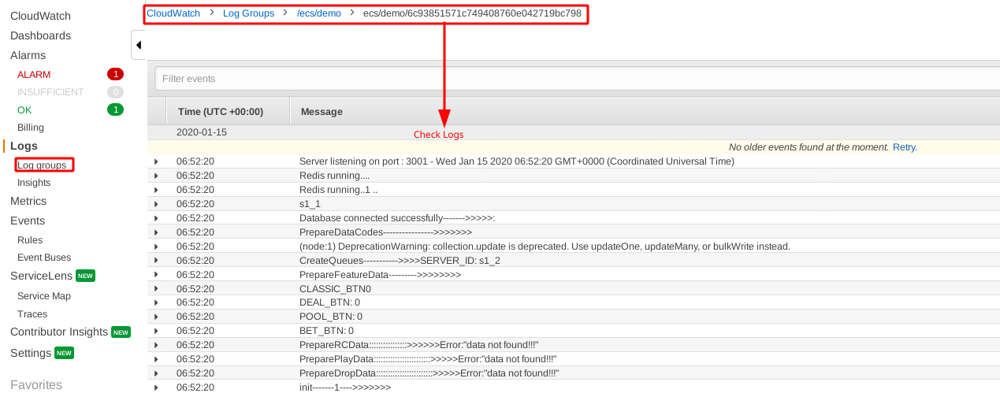 CloudWatch
Dashboards
Alarms
ALARM 1
INSUFFICIENT 0
OK 1
Billing
Logs
Log groups
Insights
Metrics
Events
Rules
Event Buses
ServiceLens NEW
Service Map
Traces
Contributor Insights NEW
Settings NEW
Favorites
CloudWatch > Log Groups > /ecs/demo > ecs/demo/6c93851571c749408760e042719bc798
Filter events
Time (UTC +00:00) Message
2020-01-15
Check Logs
No older events found at the moment. Retry.
06:52:20 Server listening on port : 3001 - Wed Jan 15 2020 06:52:20 GMT+0000 (Coordinated Universal Time)
06:52:20 Redis running....
06:52:20 Redis running..1 ..
06:52:20 s1_1
06:52:20 Database connected successfully------->>>>>:
06:52:20 PrepareDataCodes---------------->>>>>>>
06:52:20 (node:1) DeprecationWarning: collection.update is deprecated. Use updateOne, updateMany, or bulkWrite instead.
06:52:20 CreateQueues----------->>>>SERVER_ID: s1_2
06:52:20 PrepareFeatureData--------->>>>>>>>
06:52:20 CLASSIC_BTN0
06:52:20 DEAL_BTN: 0
06:52:20 POOL_BTN: 0
06:52:20 BET_BTN: 0
06:52:20 PrepareRCData::::::::::::::::>>>>>>Error:"data not found!!!"
06:52:20 PreparePlayData::::::::::::::::::::::::>>>>>Error:"data not found!!!"
06:52:20 PrepareDropData::::::::::::::::::::::::>>>>>Error:"data not found!!!"
06:52:20 init-------1---->>>>>>>